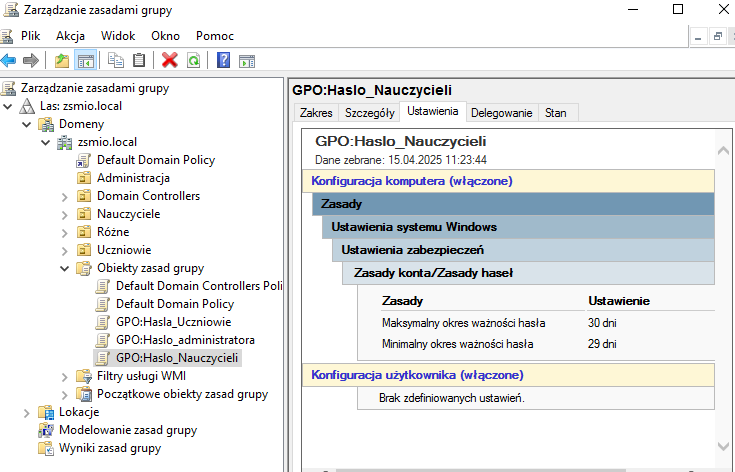 Zarządzanie zasadami grupy
Plik Akcja Widok Okno Pomoc
Zarządzanie zasadami grupy
Las: zsmio.local
Domeny
zsmio.local
Default Domain Policy
Administracja
Domain Controllers
Nauczyciele
Różne
Uczniowie
Obiekty zasad grupy
Default Domain Controllers Poli
Default Domain Policy
GPO:Hasla_Uczniowie
GPO:Haslo_administratora
GPO:Haslo_Nauczycieli
Filtry usługi WMI
Początkowe obiekty zasad grupy
Lokacje
Modelowanie zasad grupy
Wyniki zasad grupy
GPO:Haslo_Nauczycieli
Zakres Szczegóły Ustawienia Delegowanie Stan
GPO:Haslo_Nauczycieli
Dane zebrane: 15.04.2025 11:23:44
Konfiguracja komputera (włączone)
Zasady
Ustawienia systemu Windows
Ustawienia zabezpieczeń
Zasady konta/Zasady haseł
Zasady Ustawienie
Maksymalny okres ważności hasła 30 dni
Minimalny okres ważności hasła 29 dni
Konfiguracja użytkownika (włączone)
Brak zdefiniowanych ustawień.